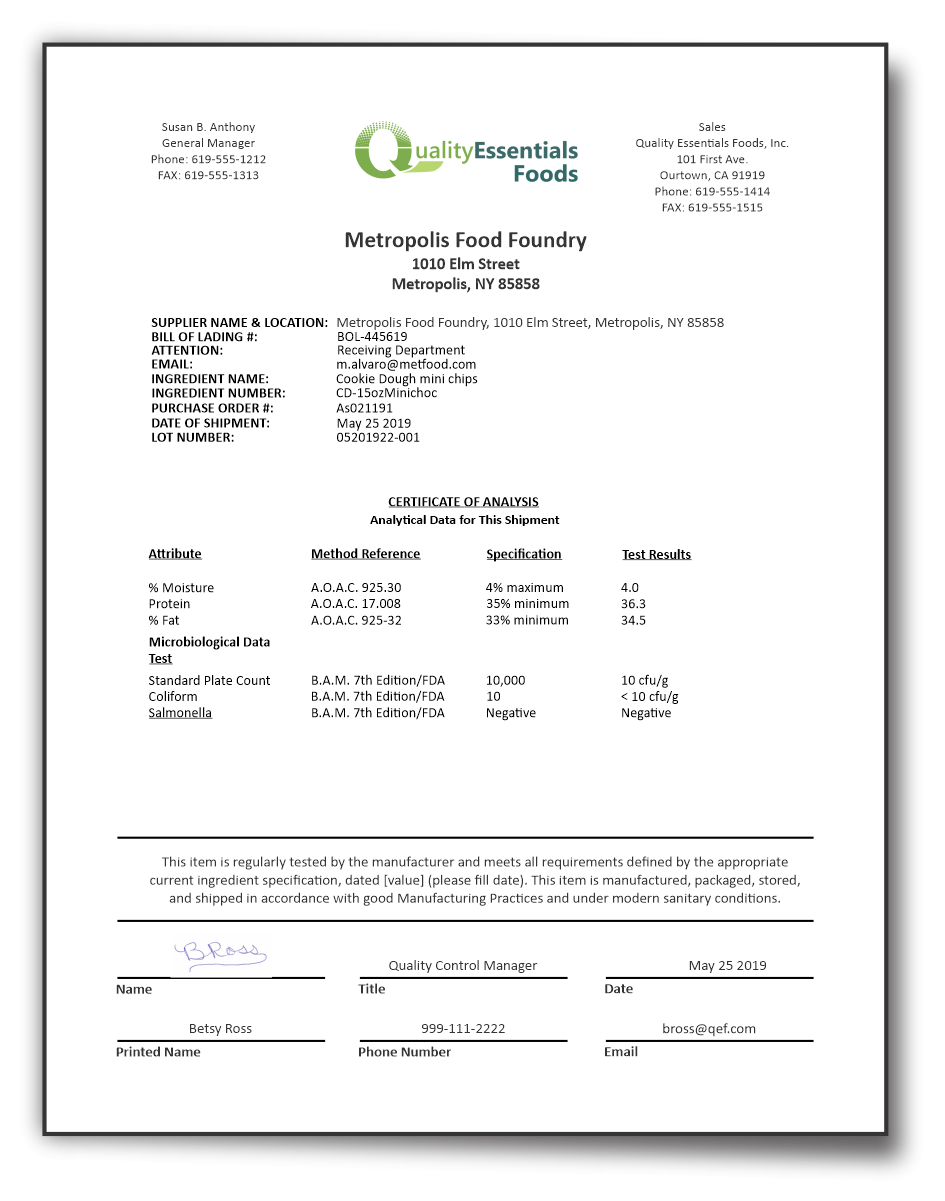 Susan B. Anthony
General Manager
Phone: 619-555-1212
FAX: 619-555-1313
QualityEssentials
Foods
Sales
Quality Essentials Foods, Inc.
101 First Ave.
Ourtown, CA 91919
Phone: 619-555-1414
FAX: 619-555-1515
Metropolis Food Foundry
1010 Elm Street
Metropolis, NY 85858
SUPPLIER NAME & LOCATION: Metropolis Food Foundry, 1010 Elm Street, Metropolis, NY 85858
BILL OF LADING #: BOL-445619
ATTENTION: Receiving Department
EMAIL: m.alvaro@metfood.com
INGREDIENT NAME: Cookie Dough mini chips
INGREDIENT NUMBER: CD-15ozMinichoc
PURCHASE ORDER #: As021191
DATE OF SHIPMENT: May 25 2019
LOT NUMBER: 05201922-001
CERTIFICATE OF ANALYSIS
Analytical Data for This Shipment
Attribute Method Reference Specification Test Results
% Moisture A.O.A.C. 925.30 4% maximum 4.0
Protein A.O.A.C. 17.008 35% minimum 36.3
% Fat A.O.A.C. 925-32 33% minimum 34.5
Microbiological Data
Test
Standard Plate Count B.A.M. 7th Edition/FDA 10,000 10 cfu/g
Coliform B.A.M. 7th Edition/FDA 10 < 10 cfu/g
Salmonella B.A.M. 7th Edition/FDA Negative Negative
This item is regularly tested by the manufacturer and meets all requirements defined by the appropriate
current ingredient specification, dated [value] (please fill date). This item is manufactured, packaged, stored,
and shipped in accordance with good Manufacturing Practices and under modern sanitary conditions.
BRoss Quality Control Manager May 25 2019
Name Title Date
Betsy Ross 999-111-2222 bross@qef.com
Printed Name Phone Number Email